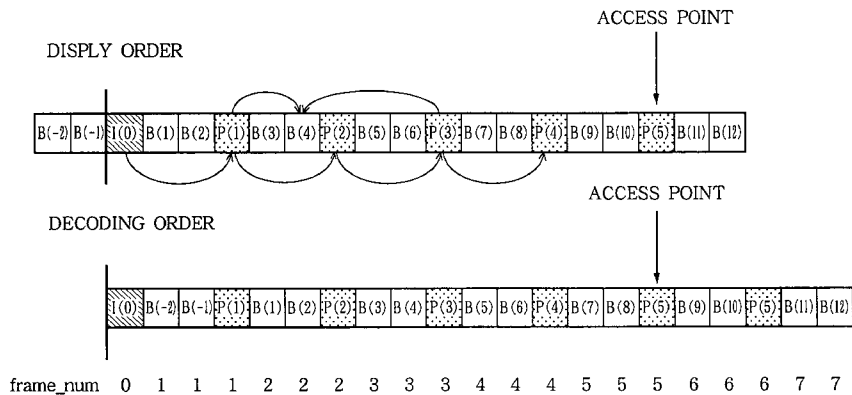 ACCESS POINT
DISPLY ORDER
B(-2) B(-1) I(0) B(1) B(2) P(1) B(3) B(4) P(2) B(5) B(6) P(3) B(7) B(8) P(4) B(9) B(10) P(5) B(11) B(12)
ACCESS POINT
DECODING ORDER
I(0) B(-2) B(-1) P(1) B(1) B(2) P(2) B(3) B(4) P(3) B(5) B(6) P(4) B(7) B(8) P(5) B(9) B(10) P(5) B(11) B(12)
frame_num 0 1 1 1 2 2 2 3 3 3 4 4 4 5 5 5 6 6 6 7 7